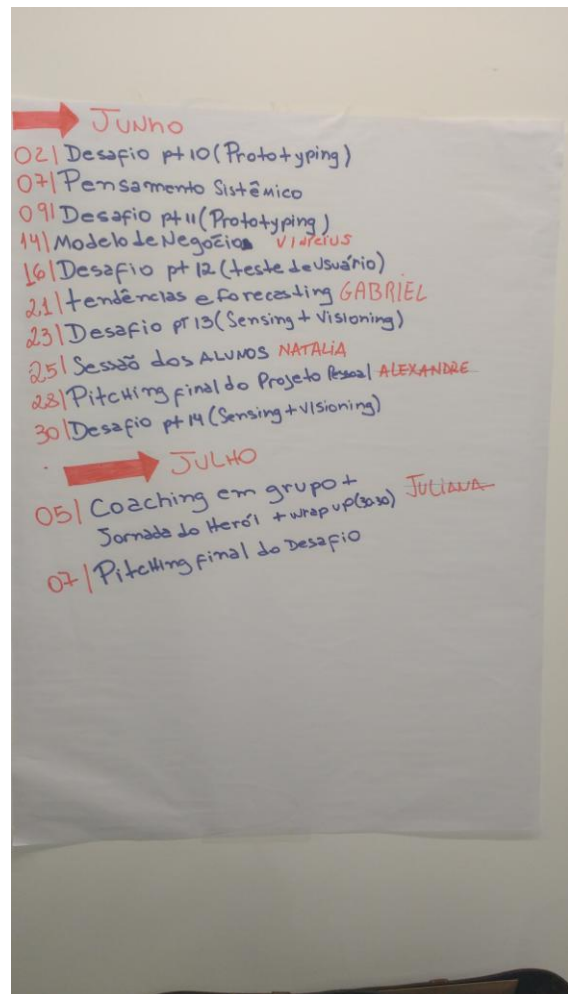 JUNHO
02| Desafio pt 10 (Prototyping)
07| Pensamento Sistêmico
09| Desafio pt 11 (Prototyping)
14| Modelo de Negócios Vinícius
16| Desafio pt 12 (teste de Usuário)
21| tendências e forecasting GABRIEL
23| Desafio pt 13 (Sensing + Visioning)
25| Sessão dos ALUNOS NATALIA
28| Pitching final do Projeto Pessoal ALEXANDRE
30| Desafio pt 14 (Sensing + Visioning)
JULHO
05| Coaching em grupo + JULIANA
Jornada do Herói + wrap up (30.30)
07| Pitching final do Desafio